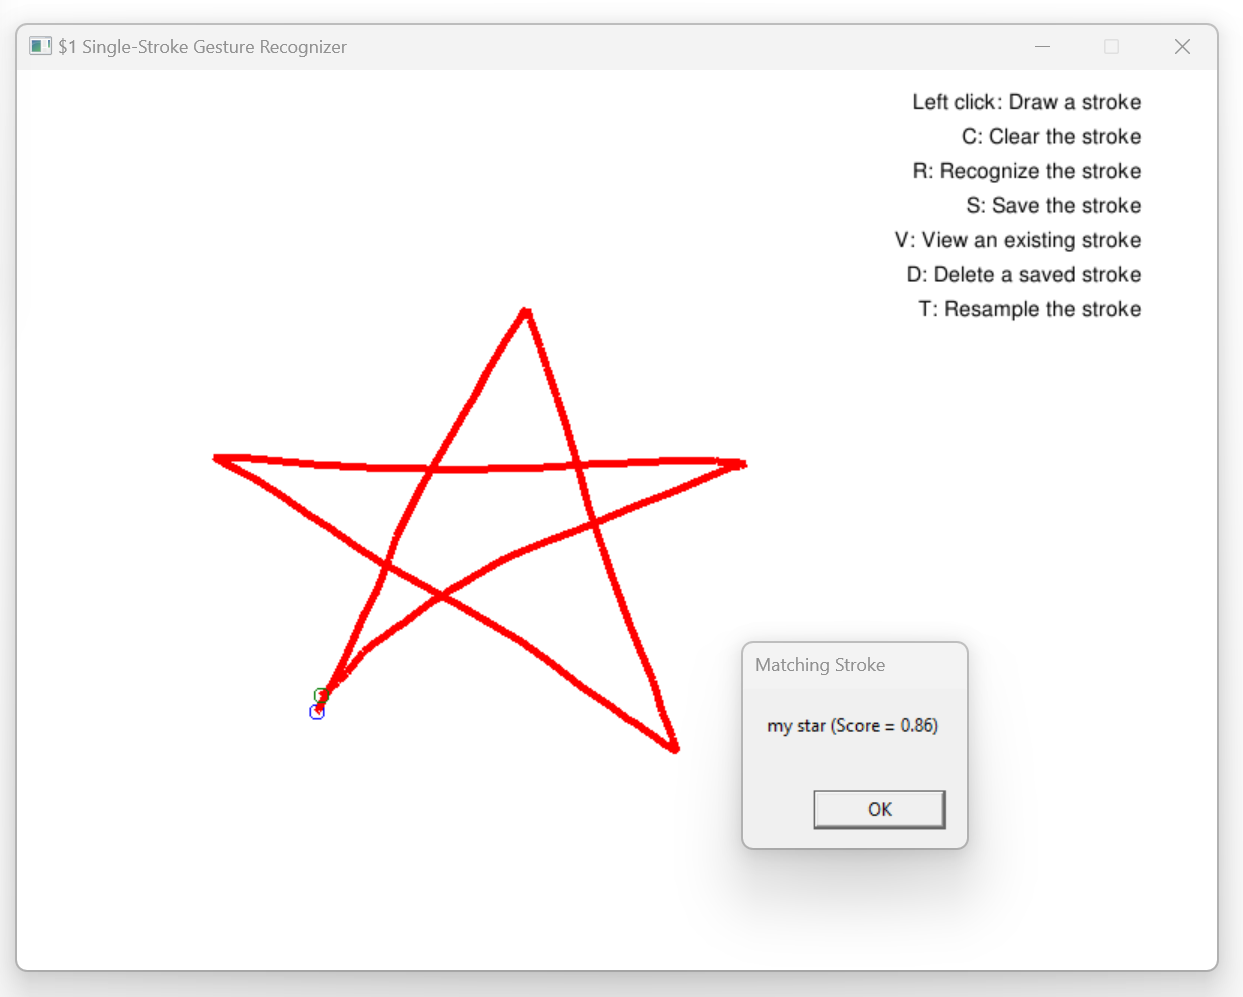 $1 Single-Stroke Gesture Recognizer
Left click: Draw a stroke
C: Clear the stroke
R: Recognize the stroke
S: Save the stroke
V: View an existing stroke
D: Delete a saved stroke
T: Resample the stroke
Matching Stroke
my star (Score = 0.86)
OK